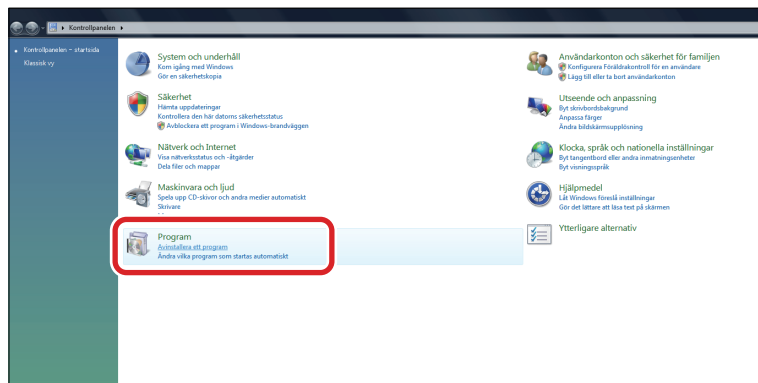 Kontrollpanelen
Kontrollpanelen – startsida
Klassisk vy
System och underhåll
Kom igång med Windows
Gör en säkerhetskopia
Säkerhet
Hämta uppdateringar
Kontrollera den här datorns säkerhetsstatus
Avblockera ett program i Windows-brandväggen
Nätverk och Internet
Visa nätverksstatus och -åtgärder
Dela filer och mappar
Maskinvara och ljud
Spela upp CD-skivor och andra medier automatiskt
Skrivare
Program
Avinstallera ett program
Ändra vilka program som startas automatiskt
Användarkonton och säkerhet för familjen
Konfigurera Föräldrakontroll för en användare
Lägg till eller ta bort användarkonton
Utseende och anpassning
Byt skrivbordsbakgrund
Anpassa färger
Ändra bildskärmsupplösning
Klocka, språk och nationella inställningar
Byt tangentbord eller andra inmatningsenheter
Byt visningsspråk
Hjälpmedel
Låt Windows föreslå inställningar
Gör det lättare att läsa text på skärmen
Ytterligare alternativ